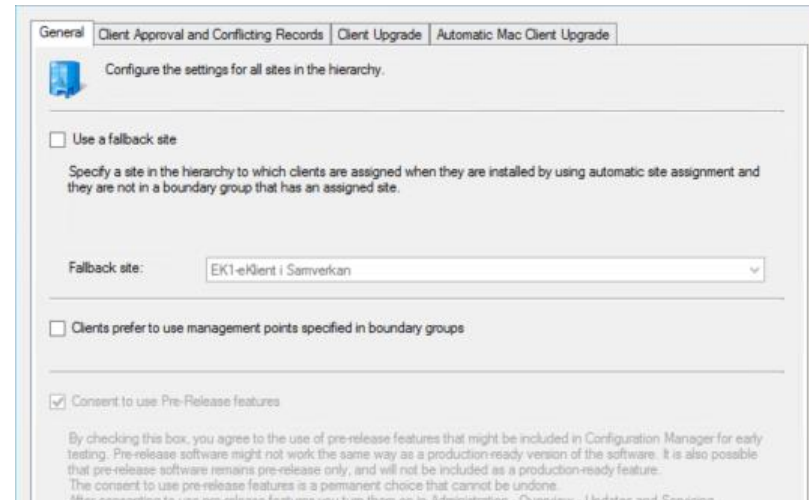 General
Client Approval and Conflicting Records
Client Upgrade
Automatic Mac Client Upgrade
Configure the settings for all sites in the hierarchy.
Use a fallback site
Specify a site in the hierarchy to which clients are assigned when they are installed by using automatic site assignment and
they are not in a boundary group that has an assigned site.
Fallback site:
EK1-eKlient i Samverkan
Clients prefer to use management points specified in boundary groups
Consent to use Pre-Release features
By checking this box, you agree to the use of pre-release features that might be included in Configuration Manager for early
testing. Pre-release software might not work the same way as a production-ready version of the software. It is also possible
that pre-release software remains pre-release only, and will not be included as a production-ready feature.
The consent to use pre-release features is a permanent choice that cannot be undone.